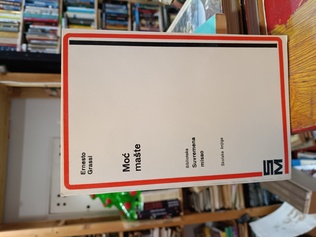 Ernesto
Grassi
Moć
mašte
Biblioteka
Suvremena
misao
Školska knjiga